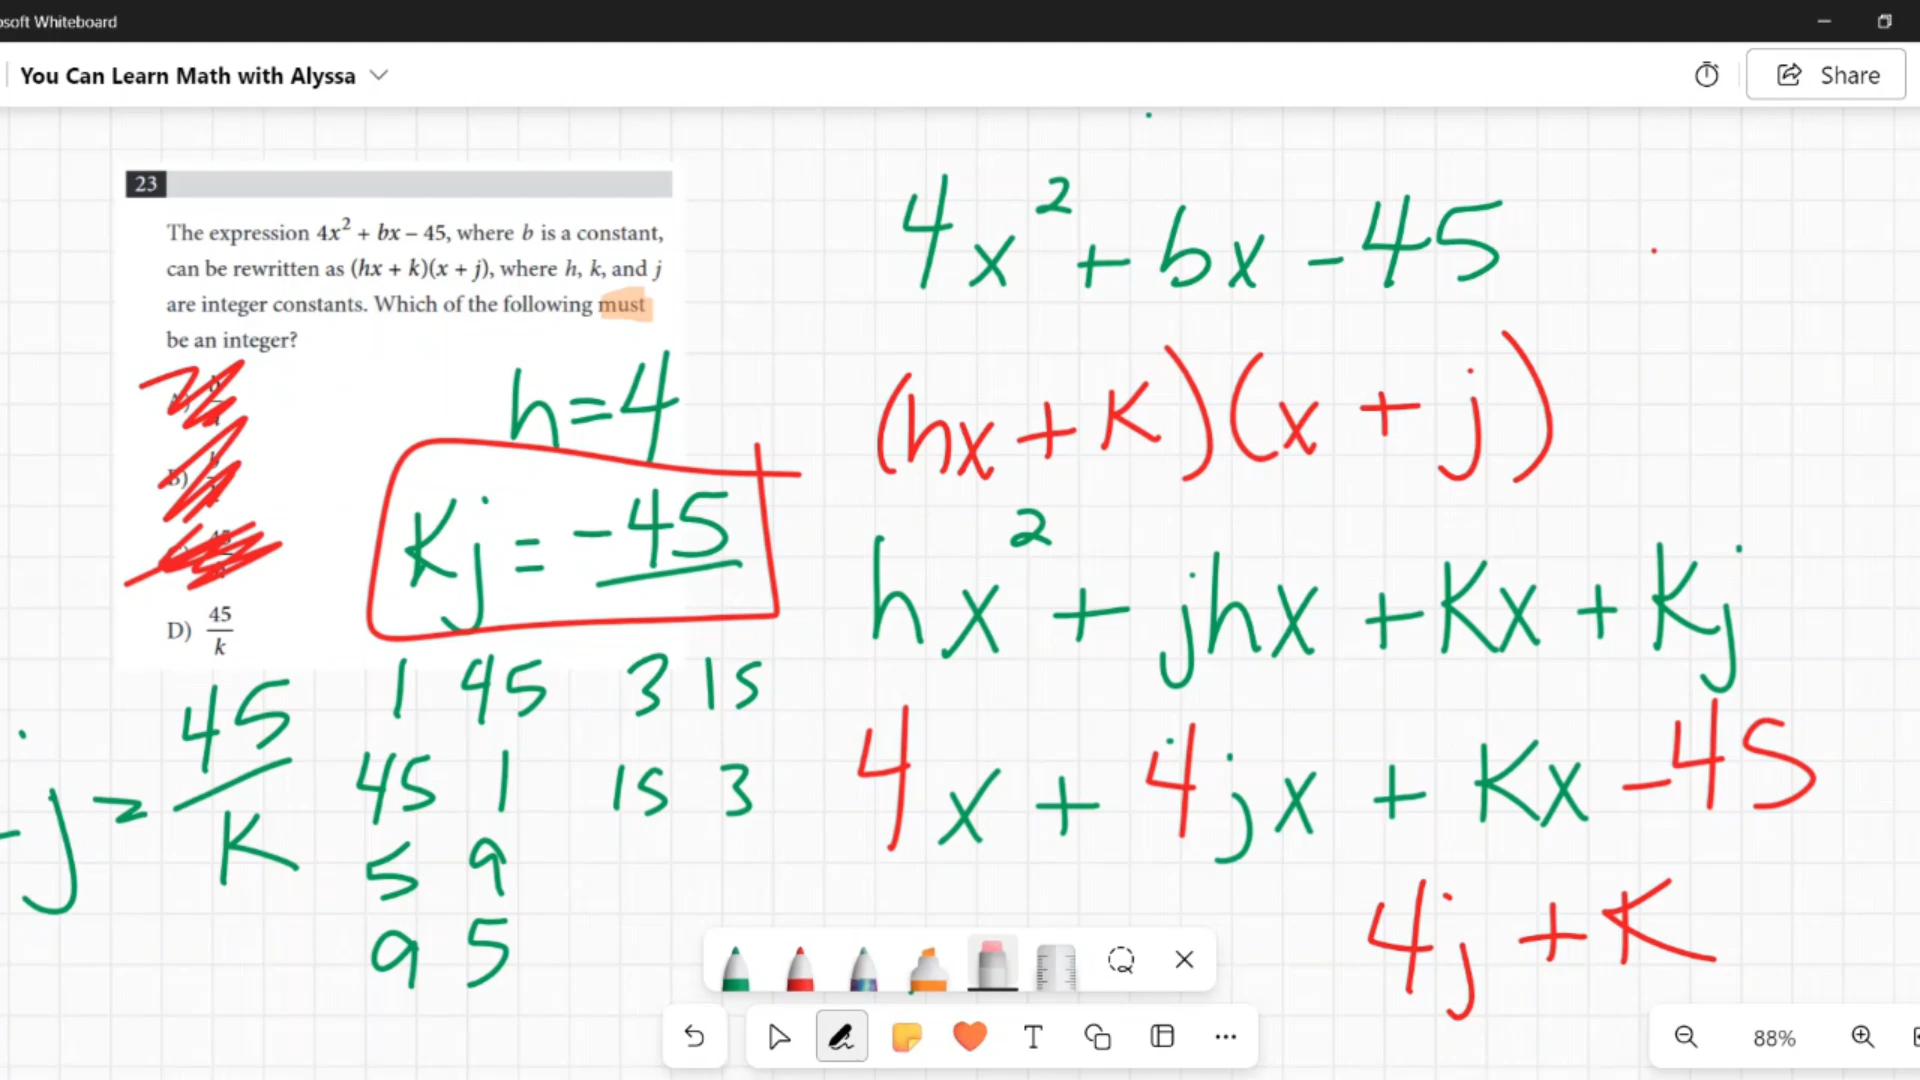 osoft Whiteboard
You Can Learn Math with Alyssa
Share
23
The expression 4x² + bx – 45, where b is a constant,
can be rewritten as (hx + k)(x + j), where h, k, and j
are integer constants. Which of the following must
be an integer?
B)
D) 45/k
h=4
Kj = -45
-j = 45/K
1 45
45 1
5 9
9 5
3 15
15 3
4x² + bx - 45
(hx + K)(x + j)
hx² + jhx + Kx + Kj
4x + 4jx + Kx - 45
4j + K
T
88%